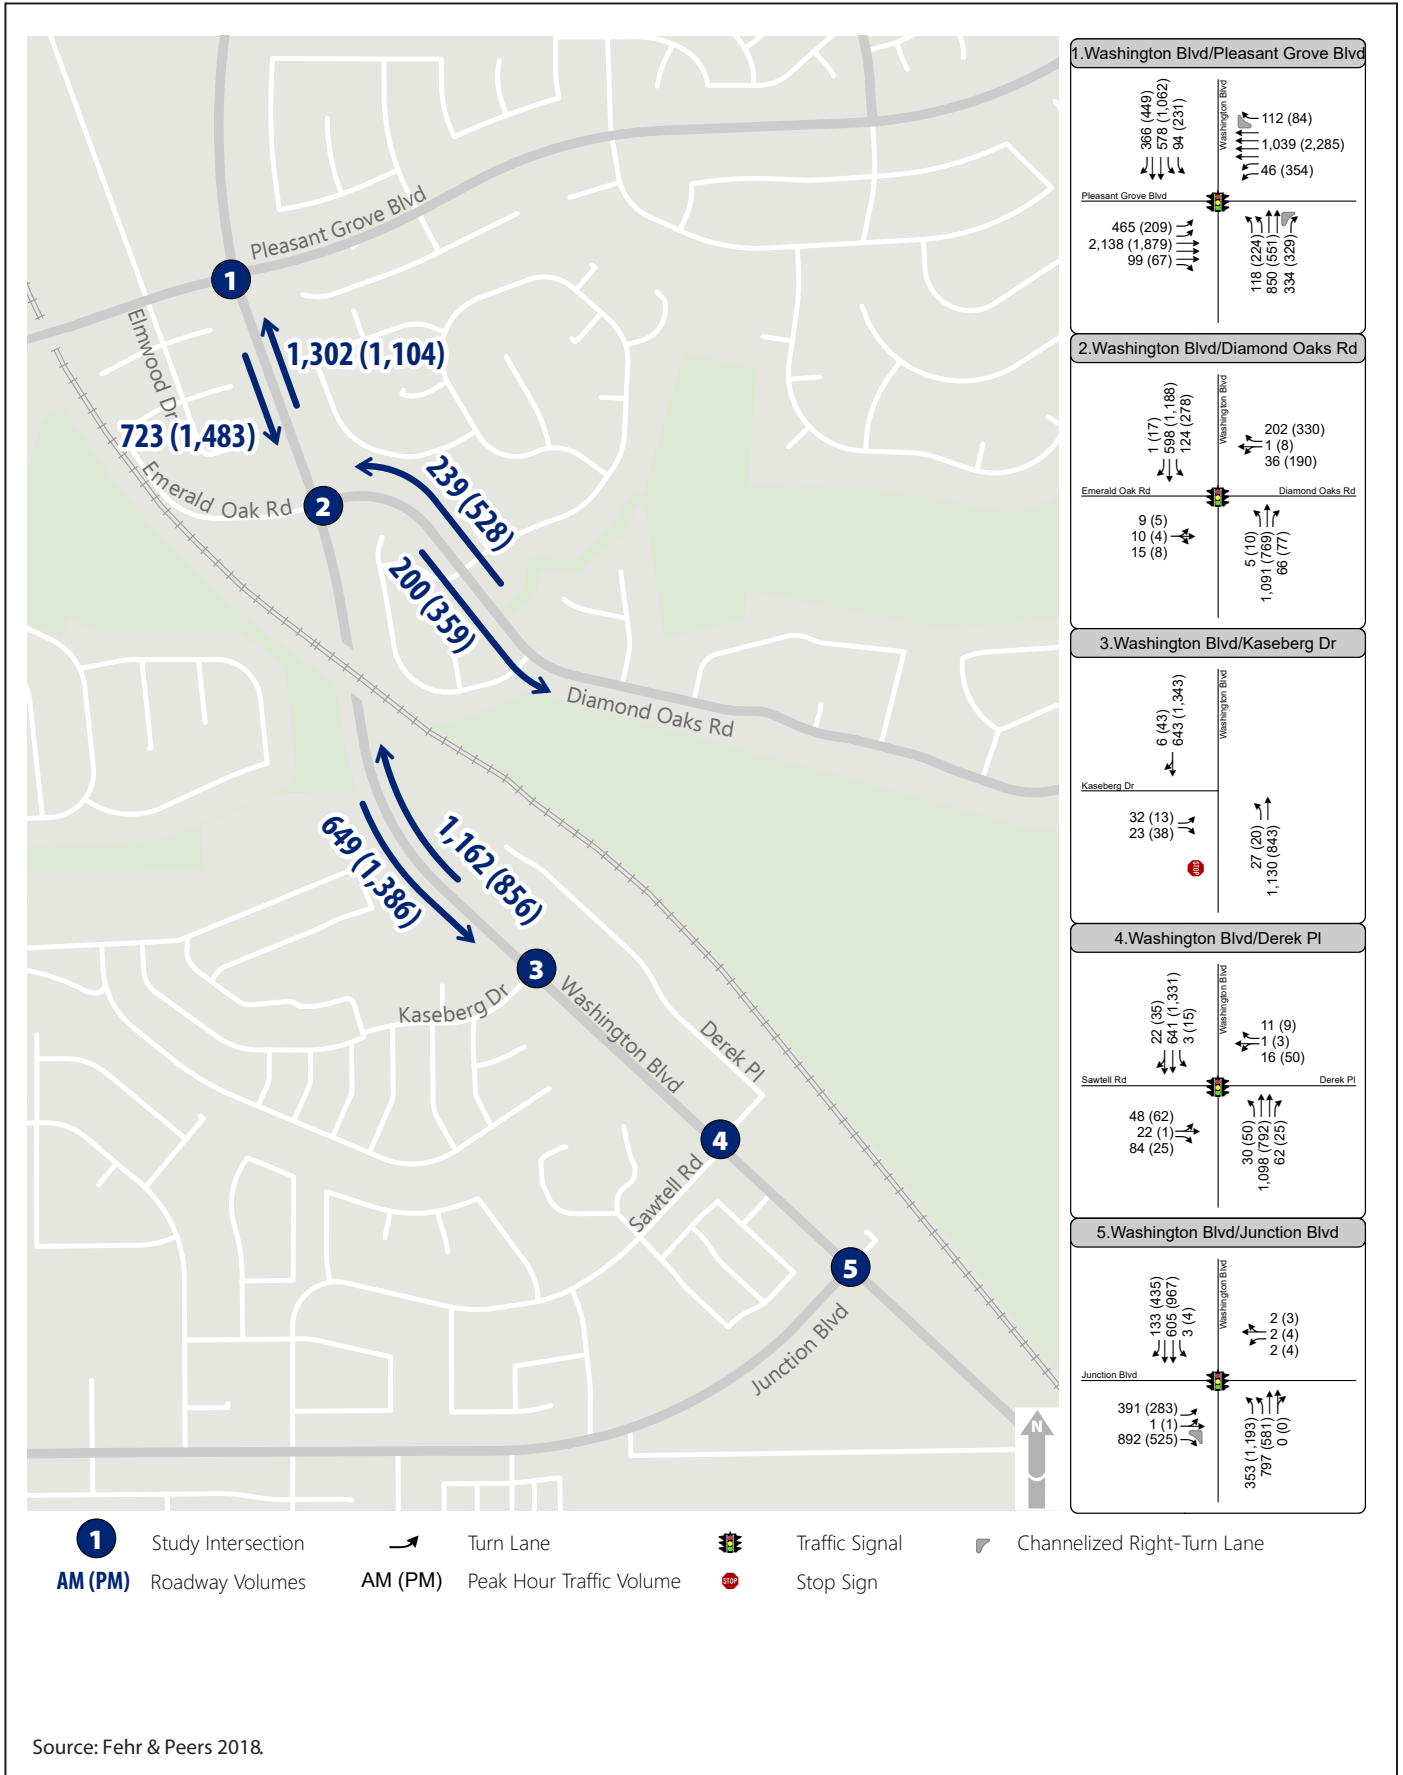 1
Pleasant Grove Blvd
Elmwood Dr
1,302 (1,104)
723 (1,483)
Emerald Oak Rd
2
239 (528)
200 (359)
Diamond Oaks Rd
649 (1,386)
1,162 (856)
3
Kaseberg Dr
Washington Blvd
Derek Pl
4
Sawtell Rd
5
Junction Blvd
N
1.Washington Blvd/Pleasant Grove Blvd
366 (449)
578 (1,062)
94 (231)
Washington Blvd
112 (84)
1,039 (2,285)
46 (354)
Pleasant Grove Blvd
465 (209)
2,138 (1,879)
99 (67)
118 (224)
850 (551)
334 (329)
2.Washington Blvd/Diamond Oaks Rd
1 (17)
598 (1,188)
124 (278)
Washington Blvd
202 (330)
1 (8)
36 (190)
Emerald Oak Rd
Diamond Oaks Rd
9 (5)
10 (4)
15 (8)
5 (10)
1,091 (769)
66 (77)
3.Washington Blvd/Kaseberg Dr
6 (43)
643 (1,343)
Washington Blvd
Kaseberg Dr
32 (13)
23 (38)
STOP
27 (20)
1,130 (843)
4.Washington Blvd/Derek Pl
22 (35)
641 (1,331)
3 (15)
Washington Blvd
11 (9)
1 (3)
16 (50)
Sawtell Rd
Derek Pl
48 (62)
22 (1)
84 (25)
30 (50)
1,098 (792)
62 (25)
5.Washington Blvd/Junction Blvd
133 (435)
605 (967)
3 (4)
Washington Blvd
2 (3)
2 (4)
2 (4)
Junction Blvd
391 (283)
1 (1)
892 (525)
353 (1,193)
797 (581)
0 (0)
1 Study Intersection
Turn Lane
Traffic Signal
Channelized Right-Turn Lane
AM (PM) Roadway Volumes
AM (PM) Peak Hour Traffic Volume
STOP Stop Sign
Source: Fehr & Peers 2018.